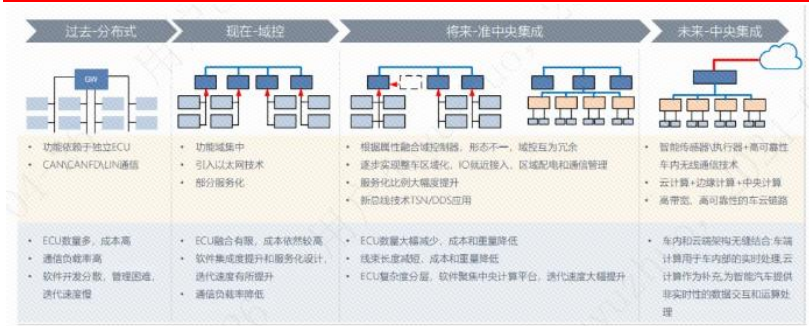 过去-分布式
现在-域控
将来-准中央集成
未来-中央集成
GW
• 功能依赖于独立ECU
• CAN\CANFD\LIN通信
• 功能域集中
• 引入以太网技术
• 部分服务化
• 根据属性融合域控制器，形态不一，域控互为冗余
• 逐步实现整车区域化，IO就近接入，区域配电和通信管理
• 服务化比例大幅度提升
• 新总线技术TSN/DDS应用
• 智能传感器\执行器+高可靠性
车内无线通信技术
• 云计算+边缘计算+中央计算
• 高带宽、高可靠性的车云链路
• ECU数量多，成本高
• 通信负载率高
• 软件开发分散，管理困难，
迭代速度慢
• ECU融合有限，成本依然较高
• 软件集成度提升和服务化设计，
迭代速度有所提升
• 通信负载率降低
• ECU数量大幅减少，成本和重量降低
• 线束长度减短，成本和重量降低
• ECU复杂度分层，软件聚焦中央计算平台，迭代速度大幅提升
• 车内和云端架构无缝结合:车端
计算用于车内部的实时处理,云
计算作为补充,为智能汽车提供
非实时性的数据交互和运算处
理